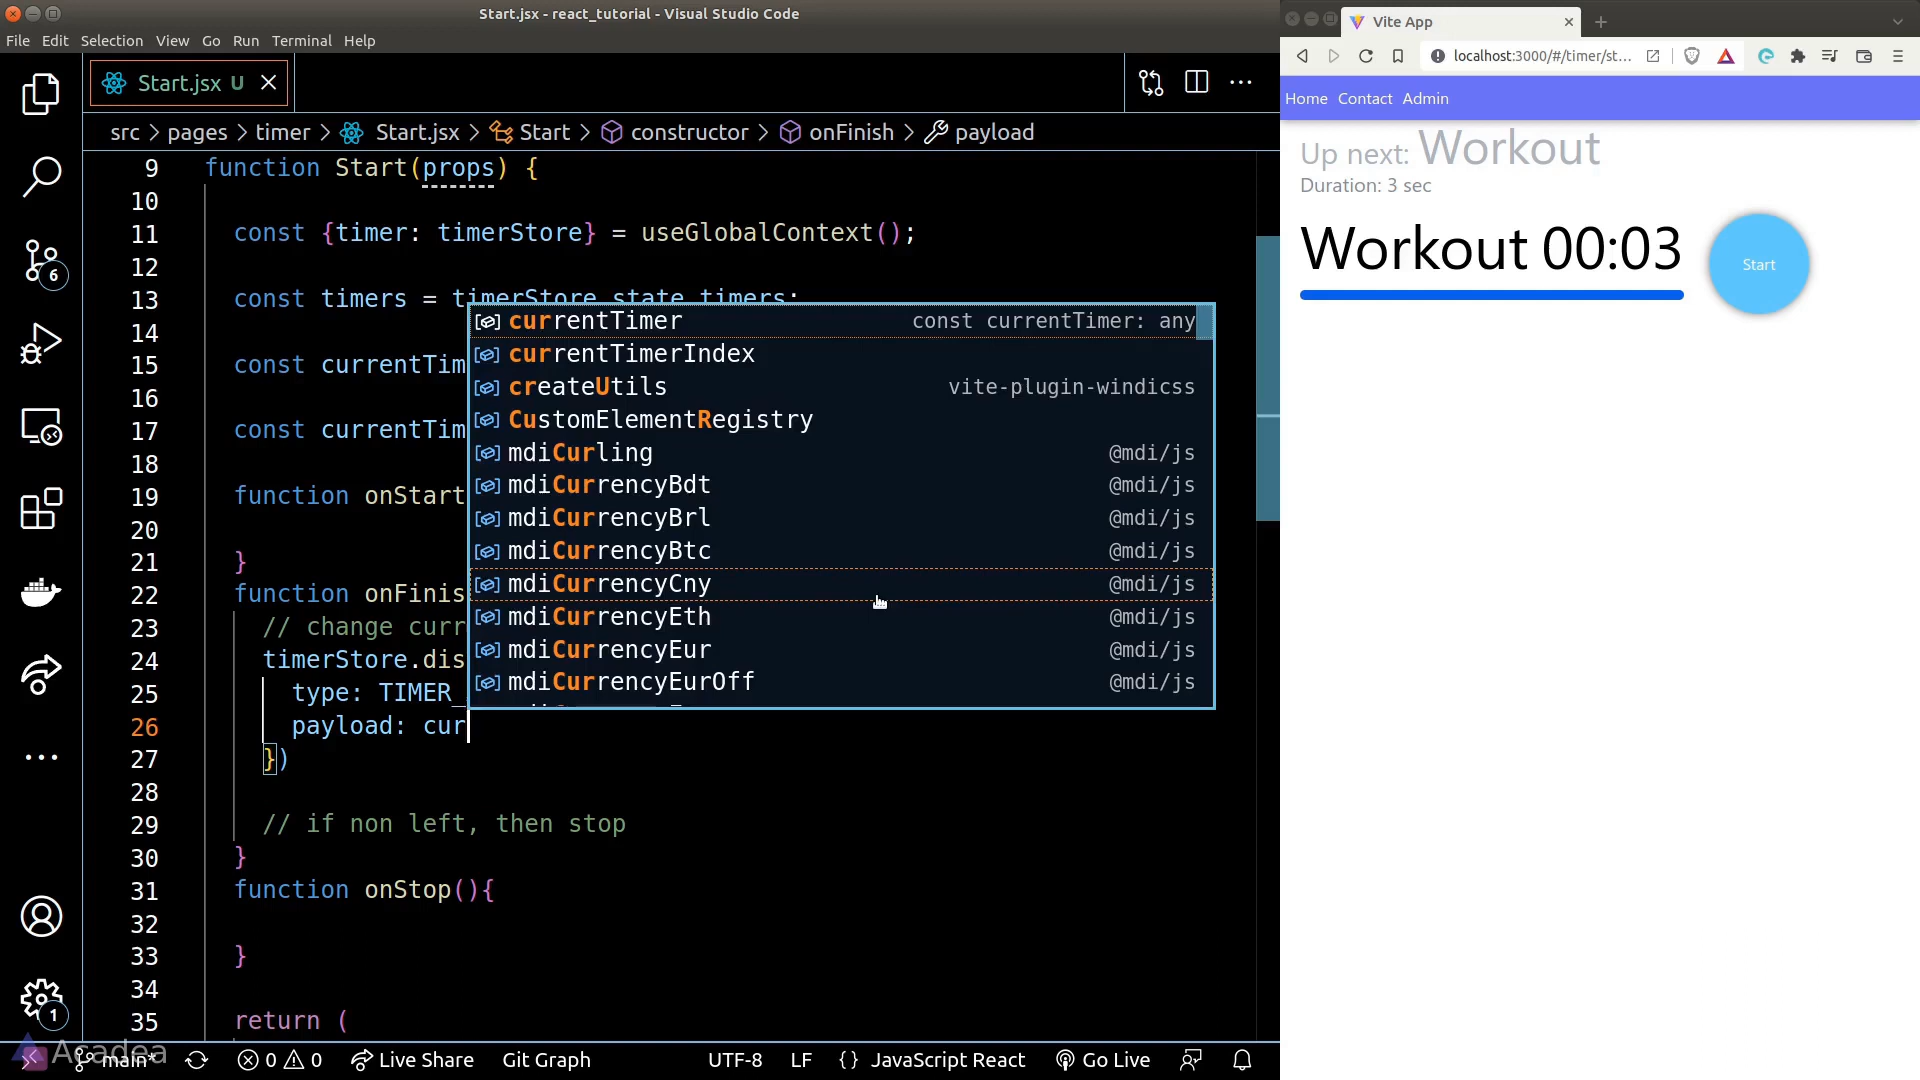 Start.jsx - react_tutorial - Visual Studio Code
File Edit Selection View Go Run Terminal Help
Start.jsx U
src > pages > timer > Start.jsx > Start > constructor > onFinish > payload
9 function Start(props) {
10
11 const {timer: timerStore} = useGlobalContext();
12
13 const timers = timerStore.state.timers;
14
15 const currentTim
16
17 const currentTim
18
19 function onStart
20
21 }
22 function onFinis
23 // change curr
24 timerStore.dis
25 type: TIMER_
26 payload: cur
27 })
28
29 // if non left, then stop
30 }
31 function onStop(){
32
33 }
34
35 return (
currentTimer const currentTimer: any
currentTimerIndex
createUtils vite-plugin-windicss
CustomElementRegistry
mdiCurling @mdi/js
mdiCurrencyBdt @mdi/js
mdiCurrencyBrl @mdi/js
mdiCurrencyBtc @mdi/js
mdiCurrencyCny @mdi/js
mdiCurrencyEth @mdi/js
mdiCurrencyEur @mdi/js
mdiCurrencyEurOff @mdi/js
6
1
Acadea
main* 0 0 Live Share Git Graph UTF-8 LF {} JavaScript React Go Live
Vite App
localhost:3000/#/timer/st...
Home Contact Admin
Up next: Workout
Duration: 3 sec
Workout 00:03
Start